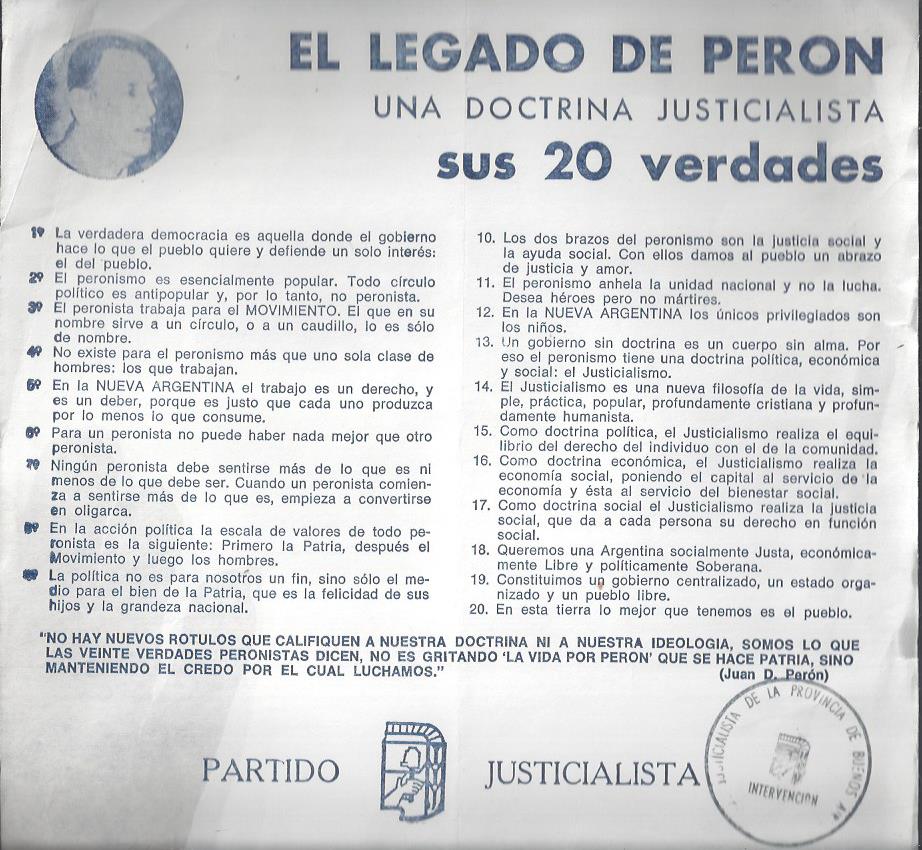 EL LEGADO DE PERON
UNA DOCTRINA JUSTICIALISTA
sus 20 verdades
1º La verdadera democracia es aquella donde el gobierno
hace lo que el pueblo quiere y defiende un solo interés:
el del pueblo.
2º El peronismo es esencialmente popular. Todo círculo
político es antipopular y, por lo tanto, no peronista.
3º El peronista trabaja para el MOVIMIENTO. El que en su
nombre sirve a un círculo, o a un caudillo, lo es sólo
de nombre.
4º No existe para el peronismo más que uno sola clase de
hombres: los que trabajan.
5º En la NUEVA ARGENTINA el trabajo es un derecho, y
es un deber, porque es justo que cada uno produzca
por lo menos lo que consume.
6º Para un peronista no puede haber nada mejor que otro
peronista.
7º Ningún peronista debe sentirse más de lo que es ni
menos de lo que debe ser. Cuando un peronista comien-
za a sentirse más de lo que es, empieza a convertirse
en oligarca.
8º En la acción política la escala de valores de todo pe-
ronista es la siguiente: Primero la Patria, después el
Movimiento y luego los hombres.
9º La política no es para nosotros un fin, sino sólo el me-
dio para el bien de la Patria, que es la felicidad de sus
hijos y la grandeza nacional.
10. Los dos brazos del peronismo son la justicia social y
la ayuda social. Con ellos damos al pueblo un abrazo
de justicia y amor.
11. El peronismo anhela la unidad nacional y no la lucha.
Desea héroes pero no mártires.
12. En la NUEVA ARGENTINA los únicos privilegiados son
los niños.
13. Un gobierno sin doctrina es un cuerpo sin alma. Por
eso el peronismo tiene una doctrina política, económica
y social: el Justicialismo.
14. El Justicialismo es una nueva filosofía de la vida, sim-
ple, práctica, popular, profundamente cristiana y profun-
damente humanista.
15. Como doctrina política, el Justicialismo realiza el equi-
librio del derecho del individuo con el de la comunidad.
16. Como doctrina económica, el Justicialismo realiza la
economía social, poniendo el capital al servicio de la
economía y ésta al servicio del bienestar social.
17. Como doctrina social el Justicialismo realiza la justicia
social, que da a cada persona su derecho en función
social.
18. Queremos una Argentina socialmente Justa, económica-
mente Libre y políticamente Soberana.
19. Constituimos un gobierno centralizado, un estado orga-
nizado y un pueblo libre.
20. En esta tierra lo mejor que tenemos es el pueblo.
"NO HAY NUEVOS ROTULOS QUE CALIFIQUEN A NUESTRA DOCTRINA NI A NUESTRA IDEOLOGIA, SOMOS LO QUE
LAS VEINTE VERDADES PERONISTAS DICEN, NO ES GRITANDO 'LA VIDA POR PERON' QUE SE HACE PATRIA, SINO
MANTENIENDO EL CREDO POR EL CUAL LUCHAMOS."
(Juan D. Perón)
PARTIDO JUSTICIALISTA
JUSTICIALISTA DE LA PROVINCIA DE BUENOS AI
INTERVENCION